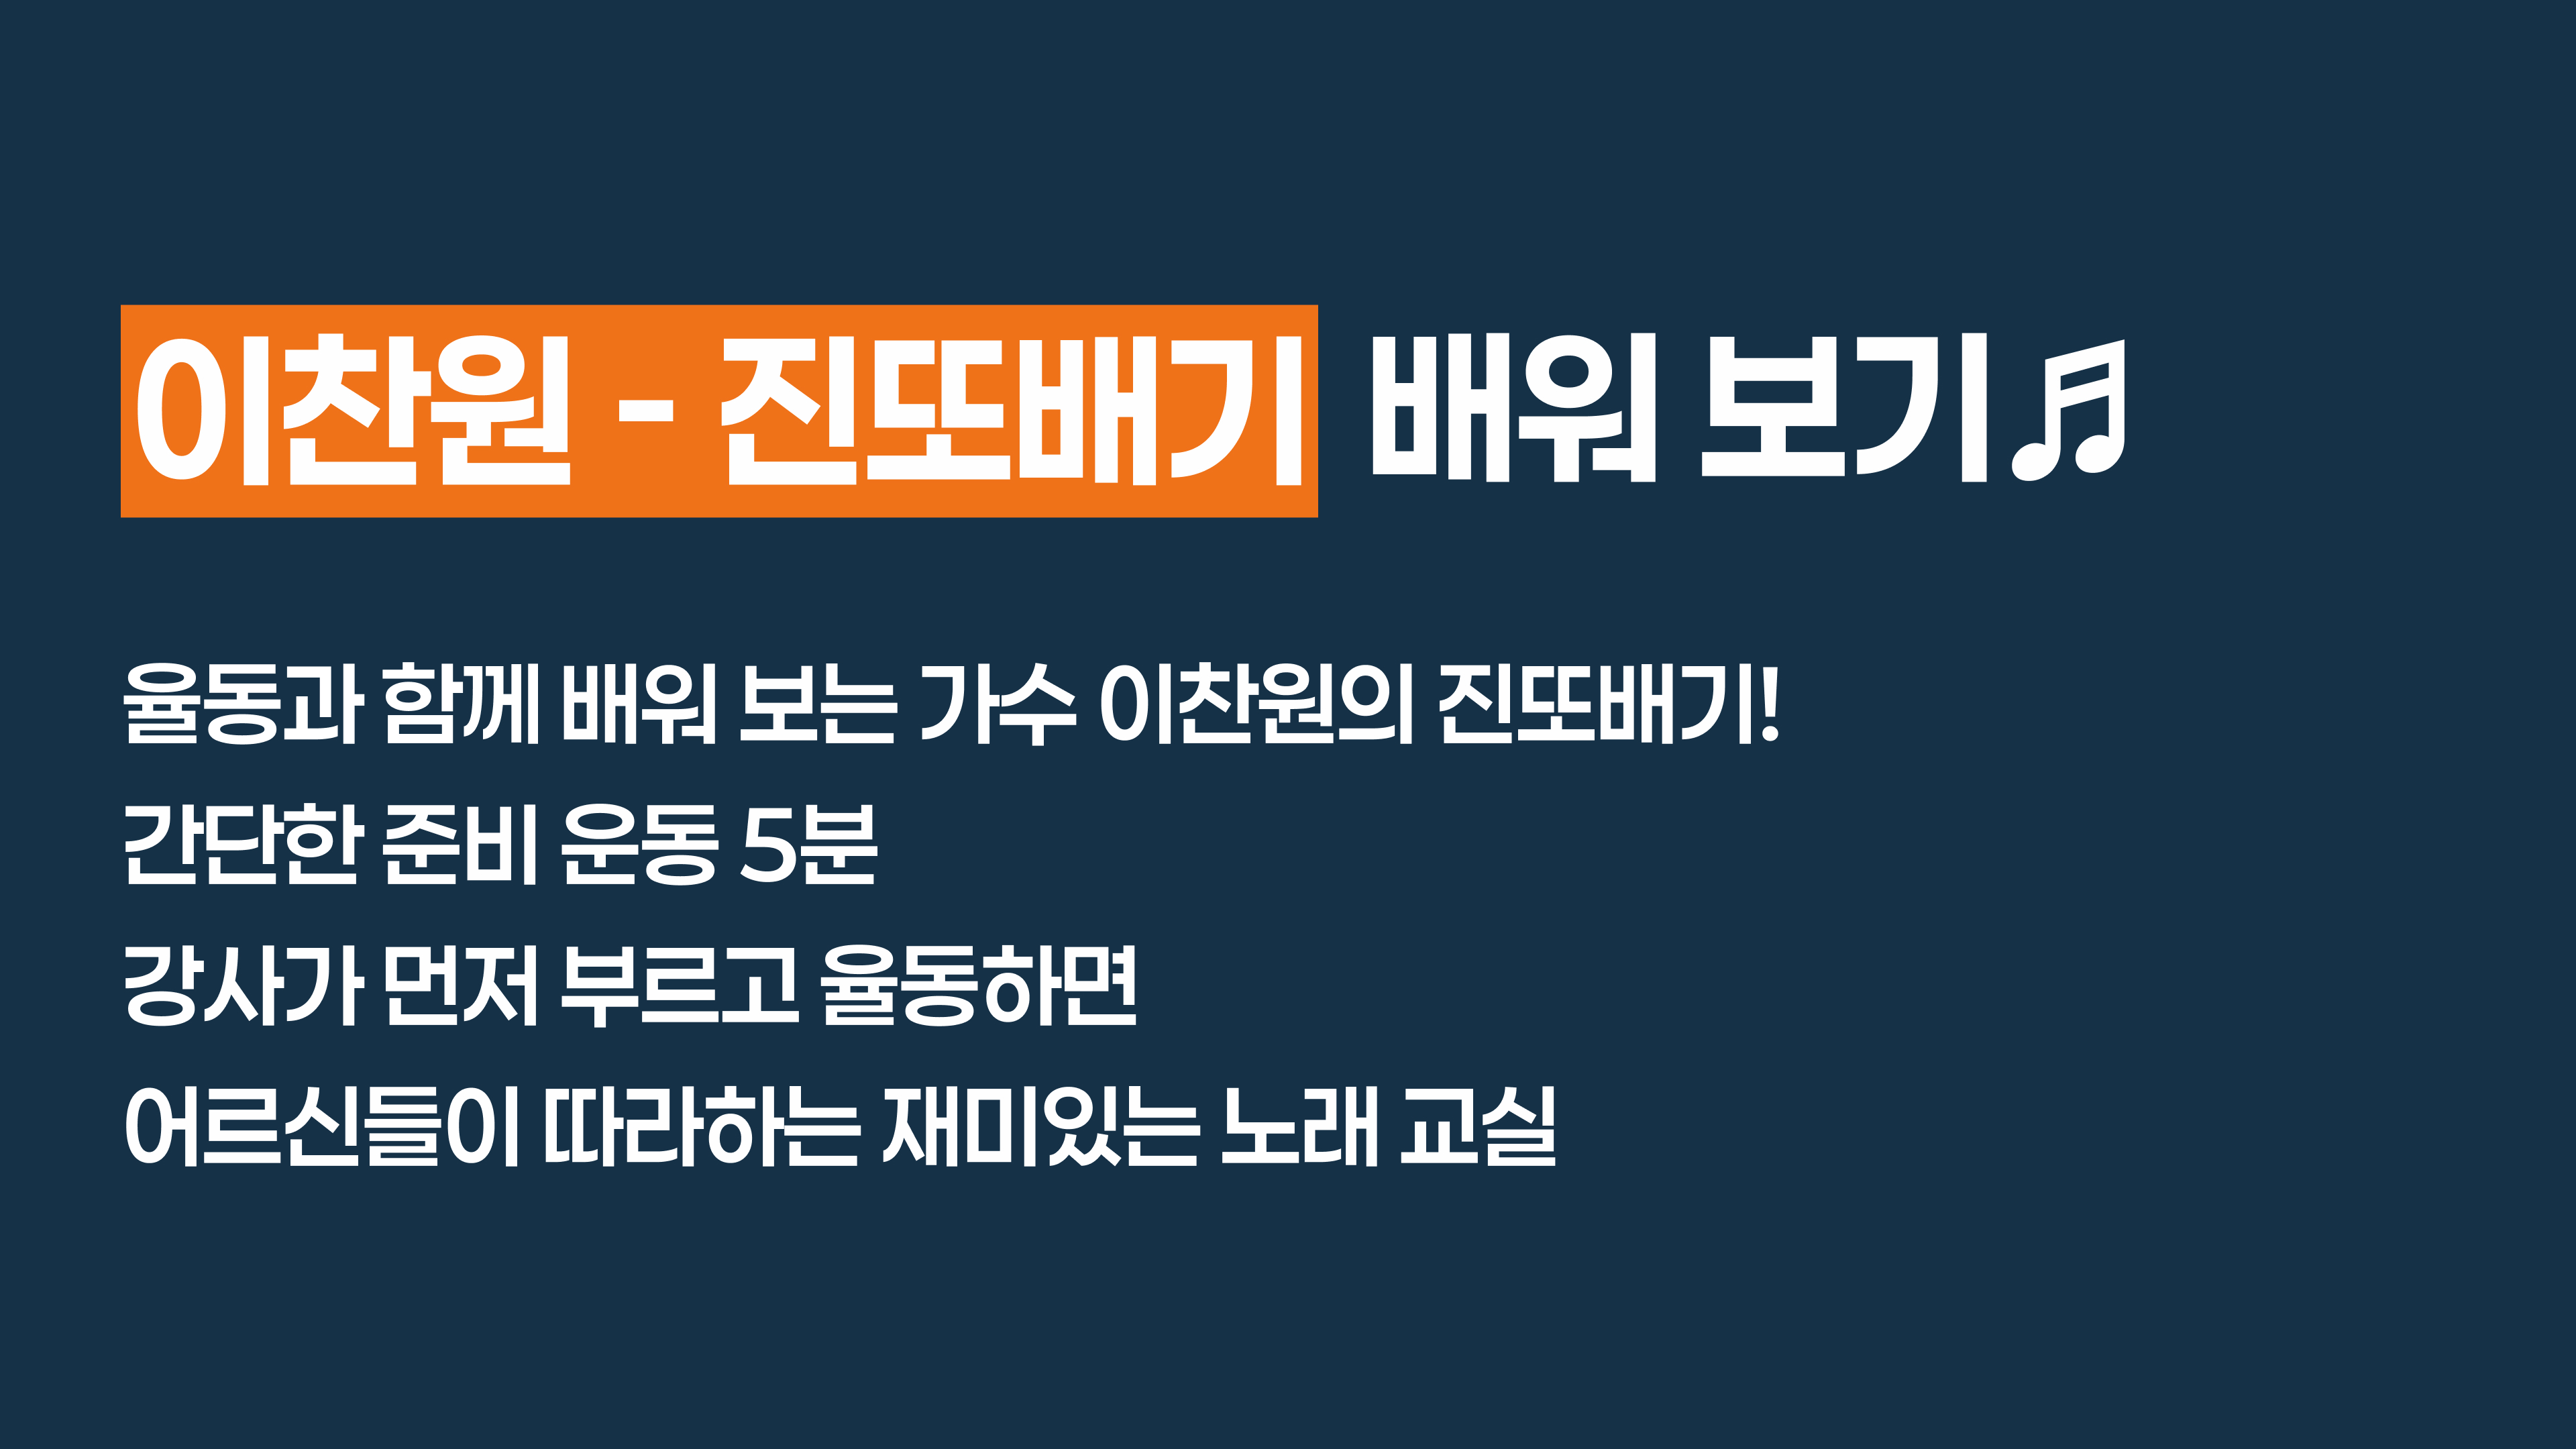 이찬원 - 진또배기 배워 보기♬
율동과 함께 배워 보는 가수 이찬원의 진또배기!
간단한 준비 운동 5분
강사가 먼저 부르고 율동하면
어르신들이 따라하는 재미있는 노래 교실